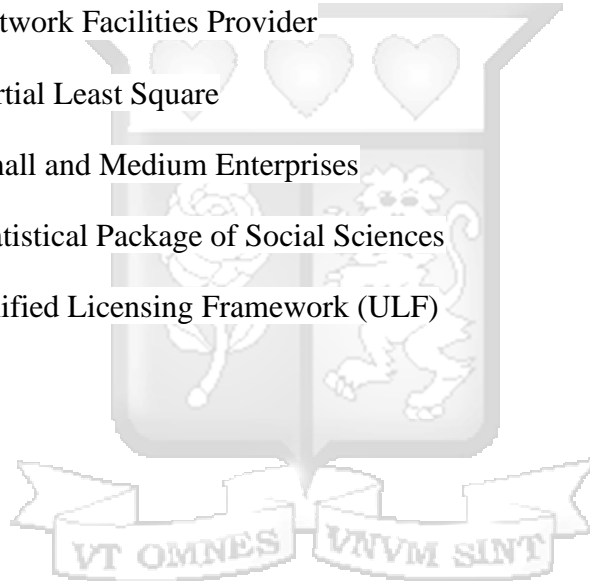 twork Facilities Provider
rtial Least Square
nall and Medium Enterprises
atistical Package of Social Sciences
ified Licensing Framework (ULF)
VT OMNES VNVM SINT